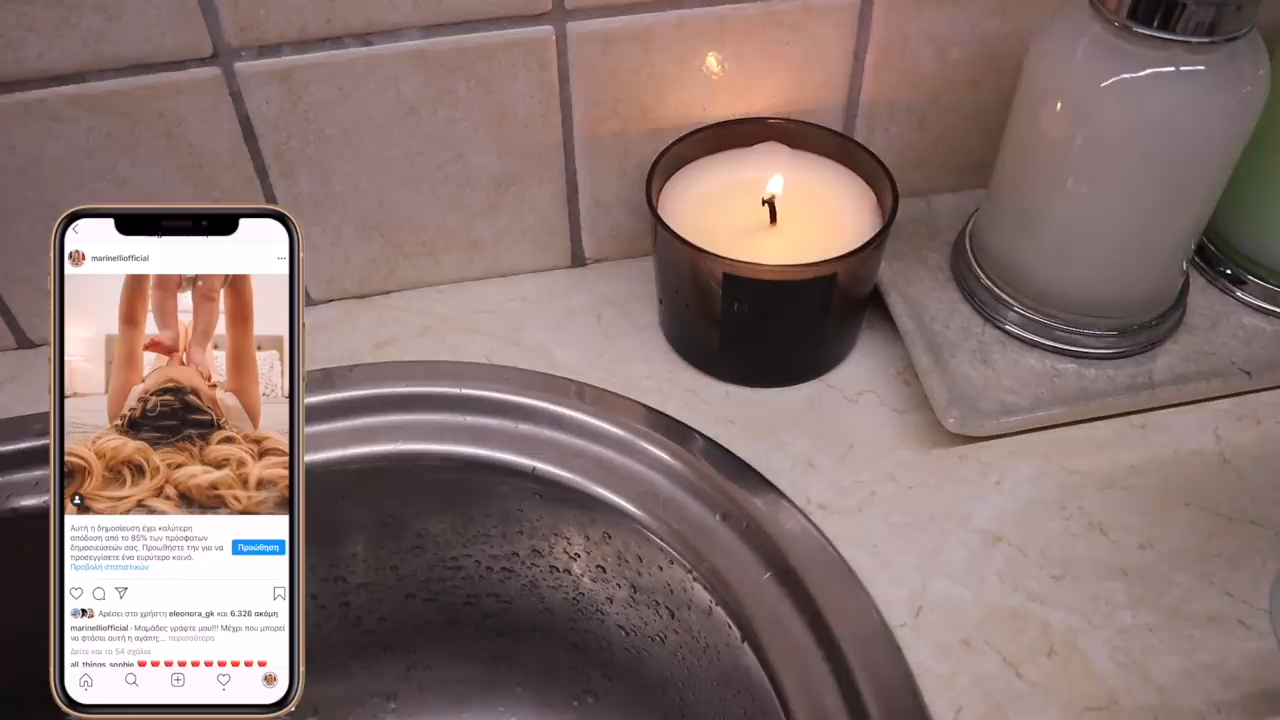 marinelliofficial
Αυτή η δημοσίευση έχει καλύτερη
απόδοση από το 85% των πρόσφατων
δημοσιεύσεών σας. Προωθήστε την για να
προσεγγίσετε ένα ευρύτερο κοινό.
Προώθηση
Προβολή στατιστικών
Αρέσει στο χρήστη eleonora_gk και 6.326 ακόμη
marinelliofficial : Μαμάδες γράψτε μου!!! Μέχρι που μπορεί
να φτάσει αυτή η αγάπη;... περισσότερα
Δείτε και τα 54 σχόλια
all_things_sophie ❤️ ❤️ ❤️ ❤️ ❤️ ❤️ ❤️ ❤️ ❤️ ❤️